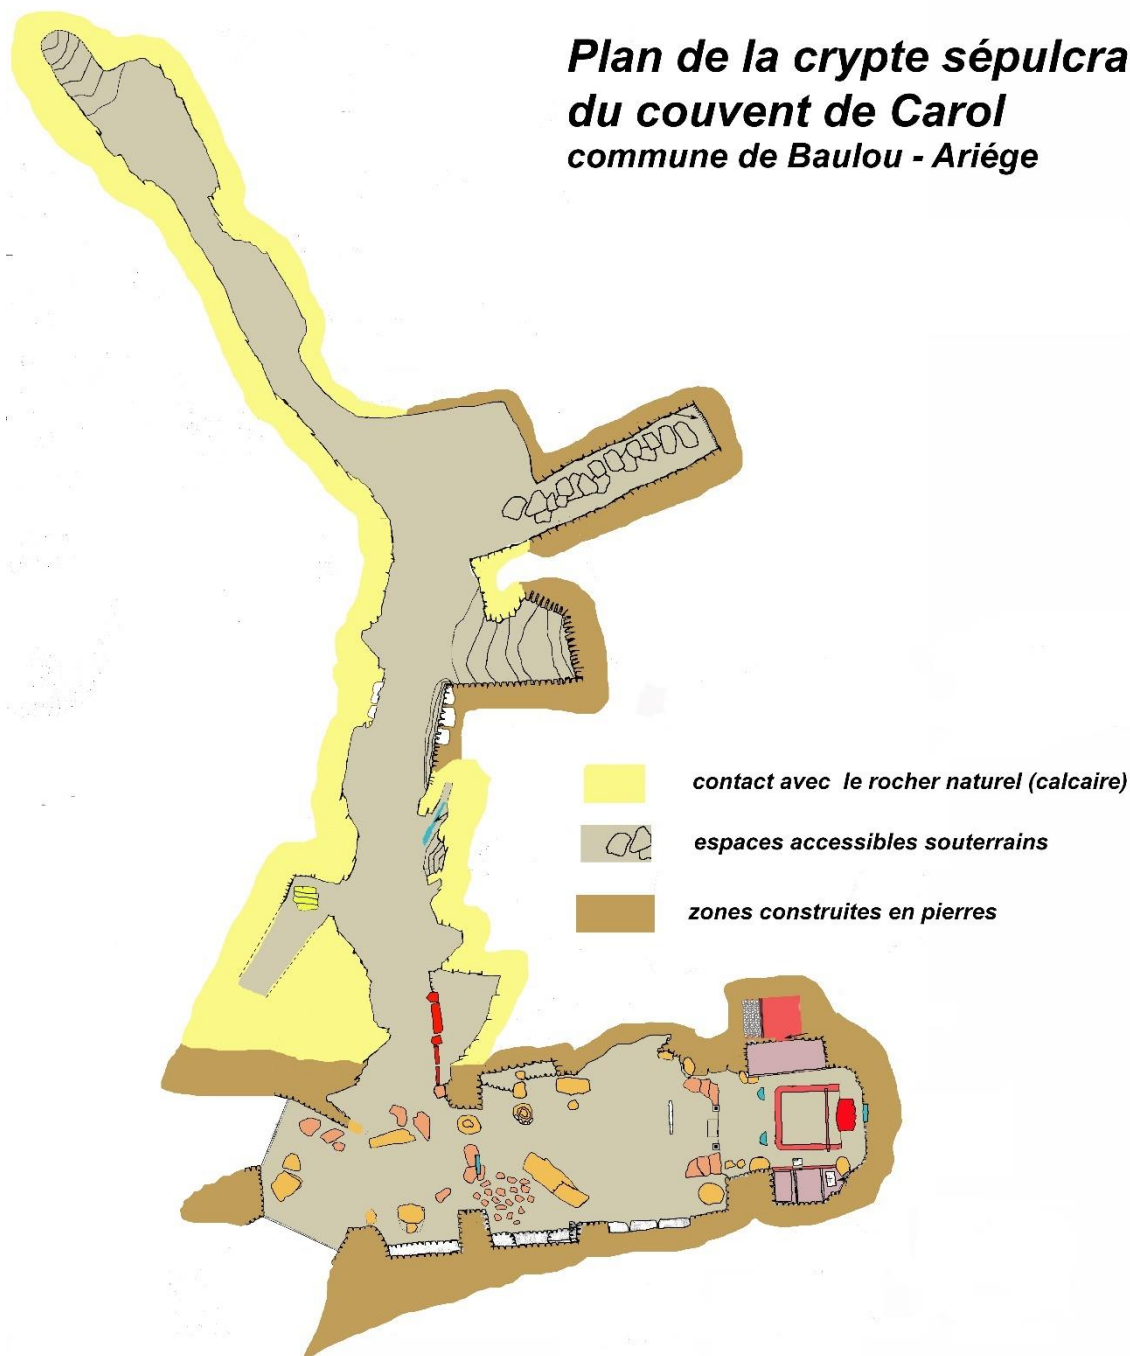 Plan de la crypte sépulcra
du couvent de Carol
commune de Baulou - Ariége
contact avec le rocher naturel (calcaire)
espaces accessibles souterrains
zones construites en pierres